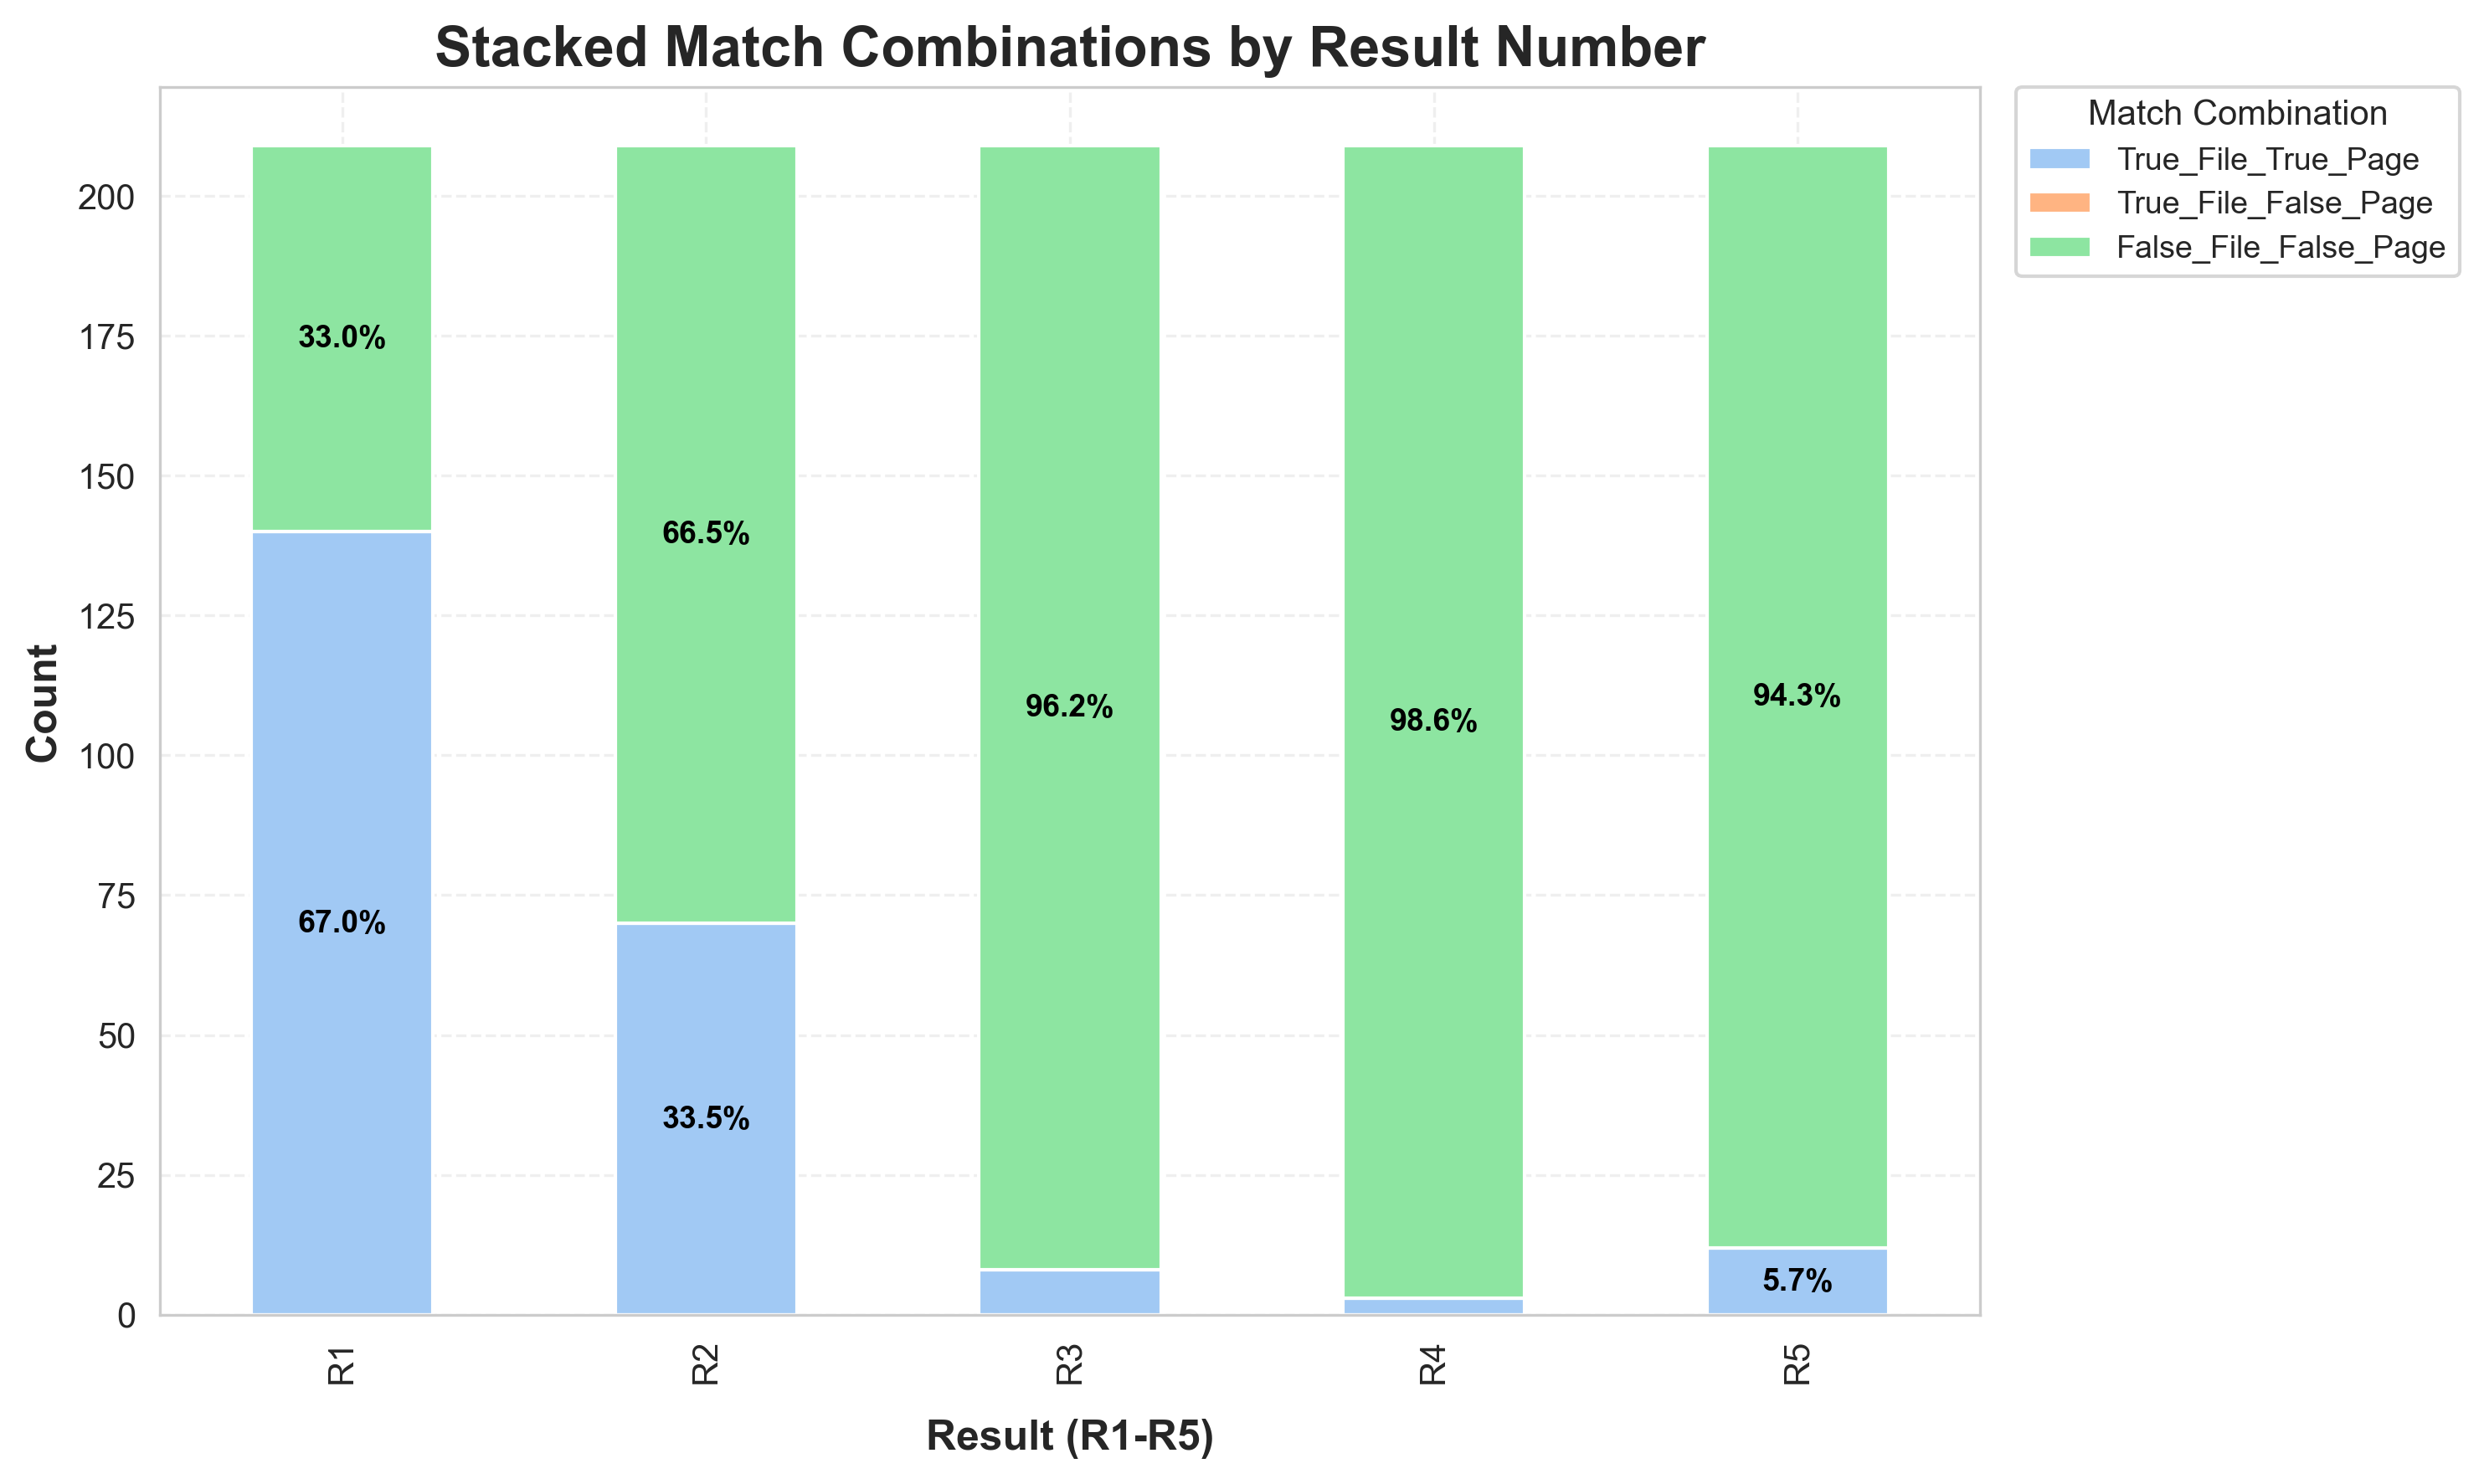 Stacked Match Combinations by Result Number
Match Combination
True_File_True_Page
True_File_False_Page
False_File_False_Page
Count
200
175
150
125
100
75
50
25
0
33.0%
67.0%
66.5%
33.5%
96.2%
98.6%
94.3%
5.7%
R1
R2
R3
R4
R5
Result (R1-R5)